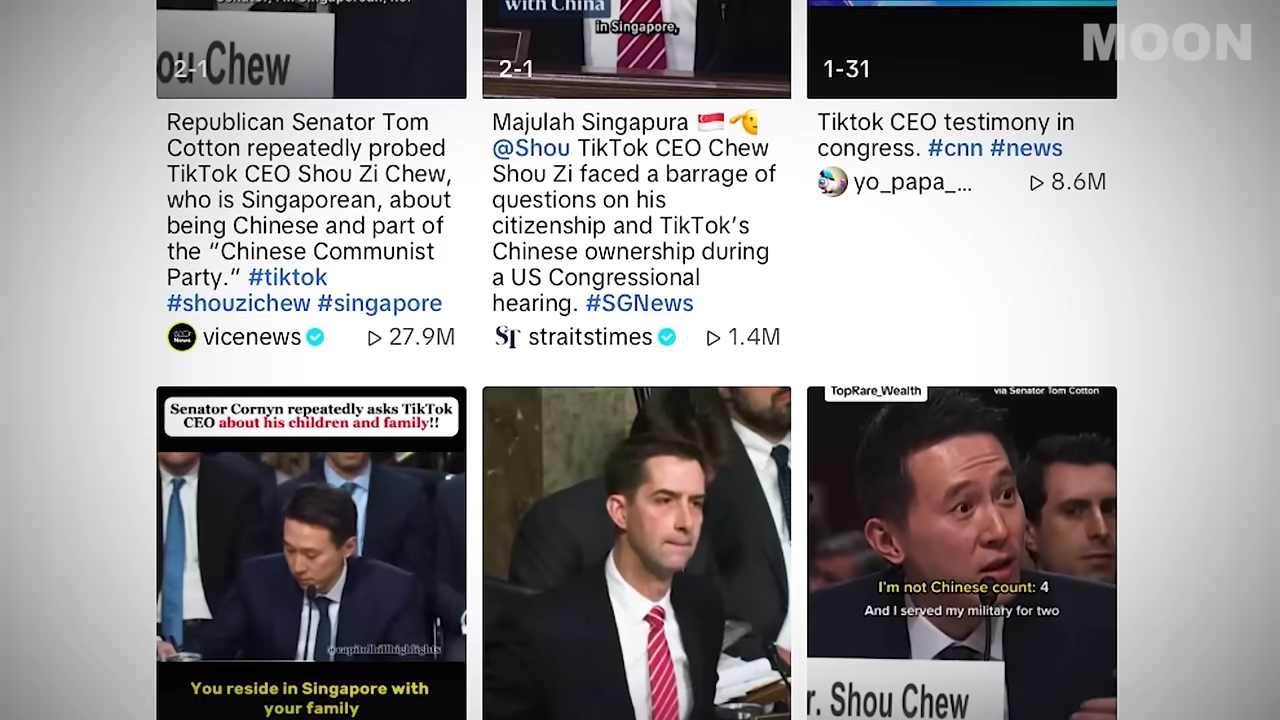 Senator, I'm Singaporean, no.
ou Chew
2-1
with China
in Singapore,
2-1
1-31
MOON
Republican Senator Tom
Cotton repeatedly probed
TikTok CEO Shou Zi Chew,
who is Singaporean, about
being Chinese and part of
the “Chinese Communist
Party.” #tiktok
#shouzichew #singapore
vicenews 27.9M
Majulah Singapura 🇸🇬
@Shou TikTok CEO Chew
Shou Zi faced a barrage of
questions on his
citizenship and TikTok’s
Chinese ownership during
a US Congressional
hearing. #SGNews
ST straitstimes 1.4M
Tiktok CEO testimony in
congress. #cnn #news
yo_papa_... 8.6M
Senator Cornyn repeatedly asks TikTok
CEO about his children and family!!
@capitolhillhighlights
You reside in Singapore with
your family
TopRare_Wealth
via Senator Tom Cotton
I'm not Chinese count: 4
And I served my military for two
r. Shou Chew